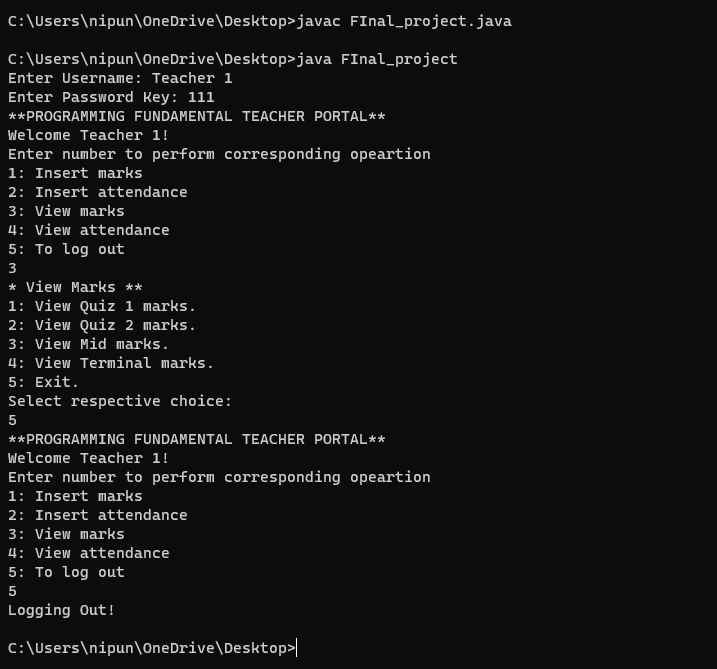 C:\Users\nipun\OneDrive\Desktop>javac FInal_project.java
C:\Users\nipun\OneDrive\Desktop>java FInal_project
Enter Username: Teacher 1
Enter Password Key: 111
**PROGRAMMING FUNDAMENTAL TEACHER PORTAL**
Welcome Teacher 1!
Enter number to perform corresponding opeartion
1: Insert marks
2: Insert attendance
3: View marks
4: View attendance
5: To log out
3
* View Marks **
1: View Quiz 1 marks.
2: View Quiz 2 marks.
3: View Mid marks.
4: View Terminal marks.
5: Exit.
Select respective choice:
5
**PROGRAMMING FUNDAMENTAL TEACHER PORTAL**
Welcome Teacher 1!
Enter number to perform corresponding opeartion
1: Insert marks
2: Insert attendance
3: View marks
4: View attendance
5: To log out
5
Logging Out!
C:\Users\nipun\OneDrive\Desktop>